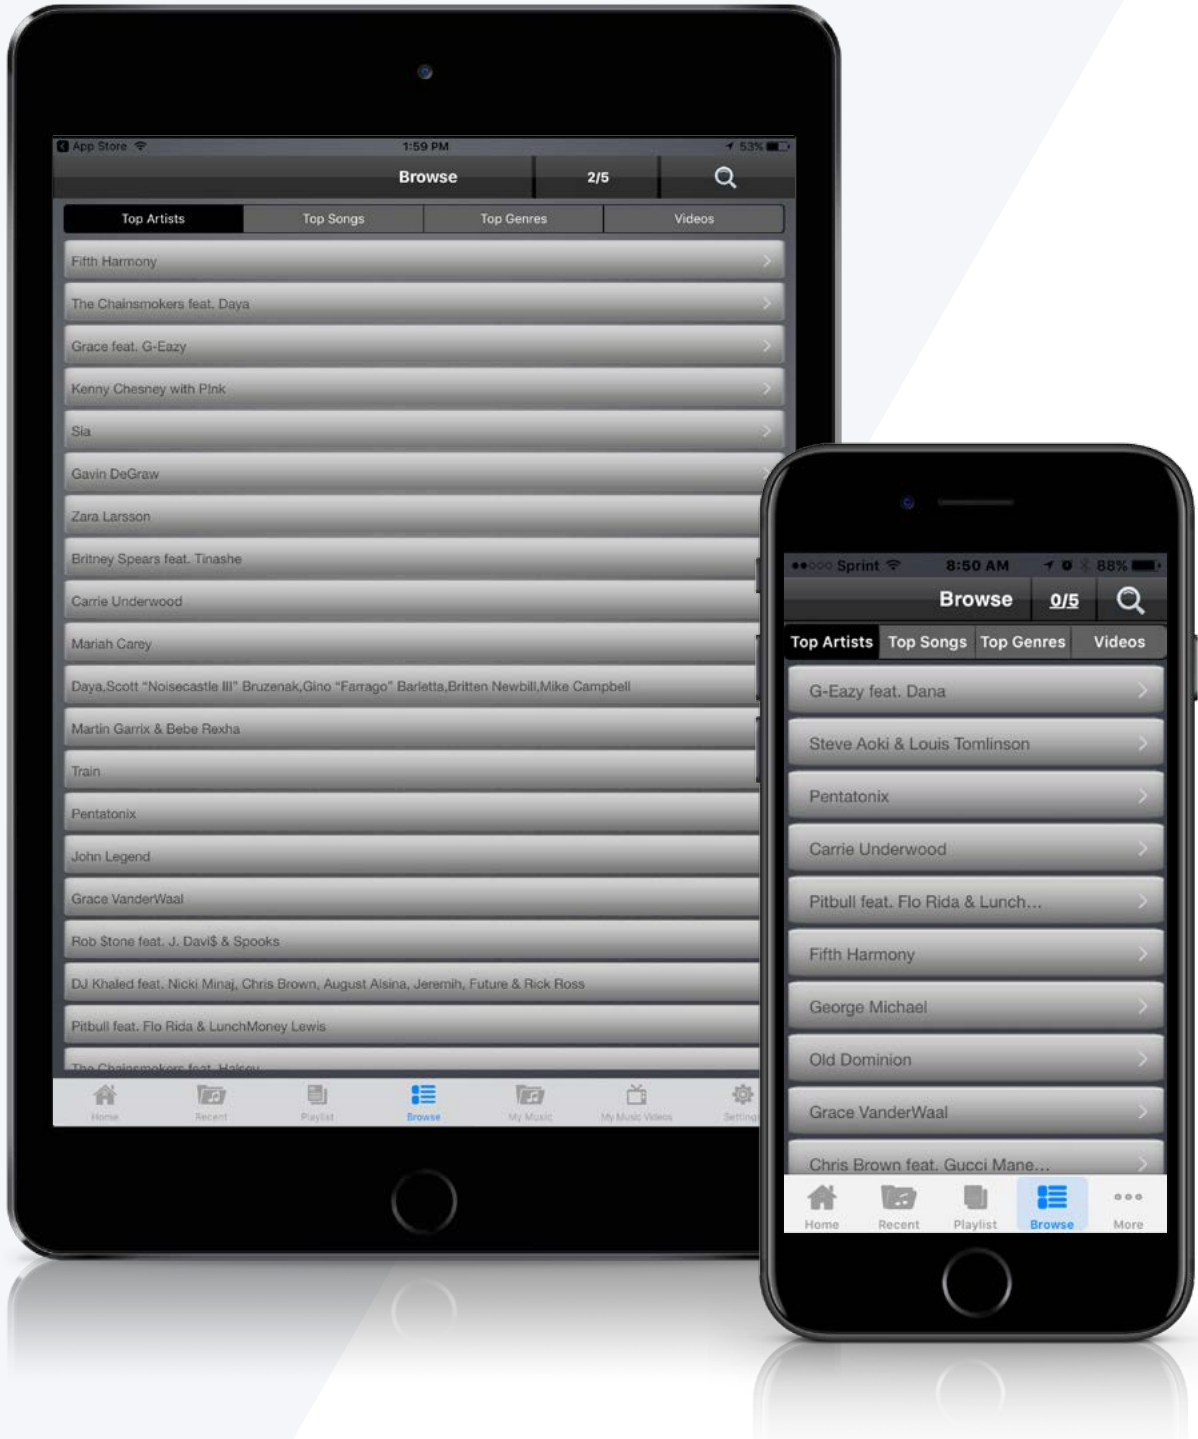 App Store 1:59 PM 53%
Browse 2/5
Top Artists Top Songs Top Genres Videos
Fifth Harmony
The Chainsmokers feat. Daya
Grace feat. G-Eazy
Kenny Chesney with P!nk
Sia
Gavin DeGraw
Zara Larsson
Britney Spears feat. Tinashe
Carrie Underwood
Mariah Carey
Daya,Scott "Noisecastle III" Bruzenak,Gino "Farrago" Barletta,Britten Newbill,Mike Campbell
Martin Garrix & Bebe Rexha
Train
Pentatonix
John Legend
Grace VanderWaal
Rob $tone feat. J. Davi$ & Spooks
DJ Khaled feat. Nicki Minaj, Chris Brown, August Alsina, Jeremih, Future & Rick Ross
Pitbull feat. Flo Rida & LunchMoney Lewis
The Chainsmokers feat. Halsey
Home Recent Playlist Browse My Music My Music Videos Setting
Sprint 8:50 AM 88%
Browse 0/5
Top Artists Top Songs Top Genres Videos
G-Eazy feat. Dana
Steve Aoki & Louis Tomlinson
Pentatonix
Carrie Underwood
Pitbull feat. Flo Rida & Lunch...
Fifth Harmony
George Michael
Old Dominion
Grace VanderWaal
Chris Brown feat. Gucci Mane...
Home Recent Playlist Browse More